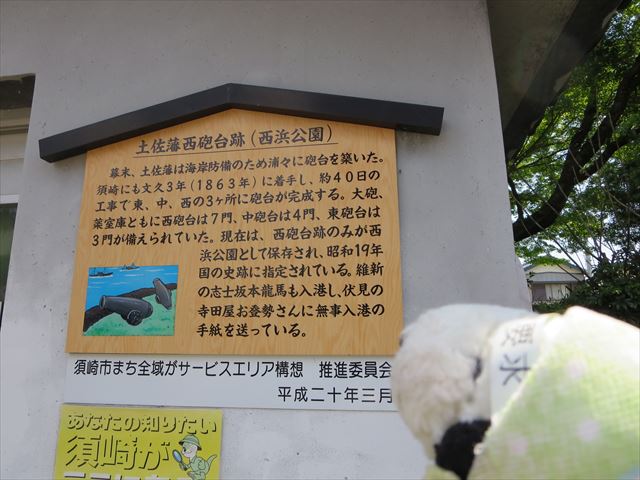 土佐藩西砲台跡(西浜公園)
幕末、土佐藩は海岸防備のため浦々に砲台を築いた。
須崎にも文久3年(1863年)に着手し、約40日の
工事で東、中、西の3ヶ所に砲台が完成する。大砲、
薬室庫ともに西砲台は7門、中砲台は4門、東砲台は
3門が備えられていた。現在は、西砲台跡のみが西
浜公園として保存され、昭和19年
国の史跡に指定されている。維新
の志士坂本龍馬も入港し、伏見の
寺田屋お登勢さんに無事入港の
手紙を送っている。
須崎市まち全域がサービスエリア構想 推進委員会
平成二十年三月
あなたの知りたい
須崎が
求